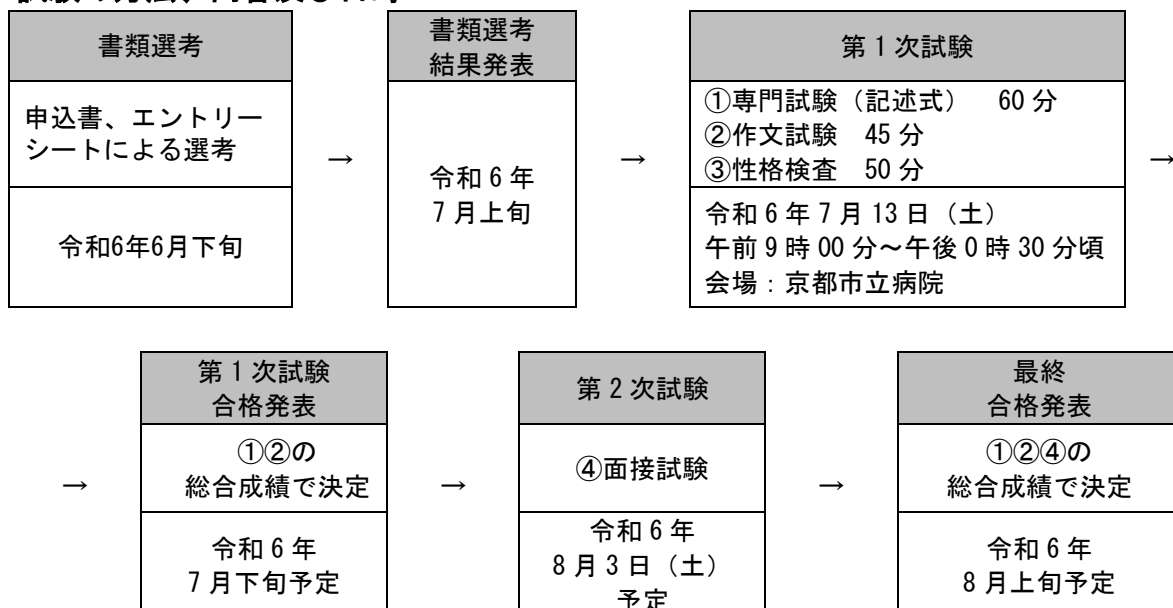 書類選考
申込書、エントリー
シートによる選考
令和6年6月下旬
→
書類選考
結果発表
令和6年
7月上旬
→
第1次試験
①専門試験（記述式） 60分
②作文試験 45分
③性格検査 50分
令和6年7月13日（土）
午前9時00分～午後0時30分頃
会場：京都市立病院
→
→
第1次試験
合格発表
①②の
総合成績で決定
令和6年
7月下旬予定
→
第2次試験
④面接試験
令和6年
8月3日（土）
予定
→
最終
合格発表
①②④の
総合成績で決定
令和6年
8月上旬予定